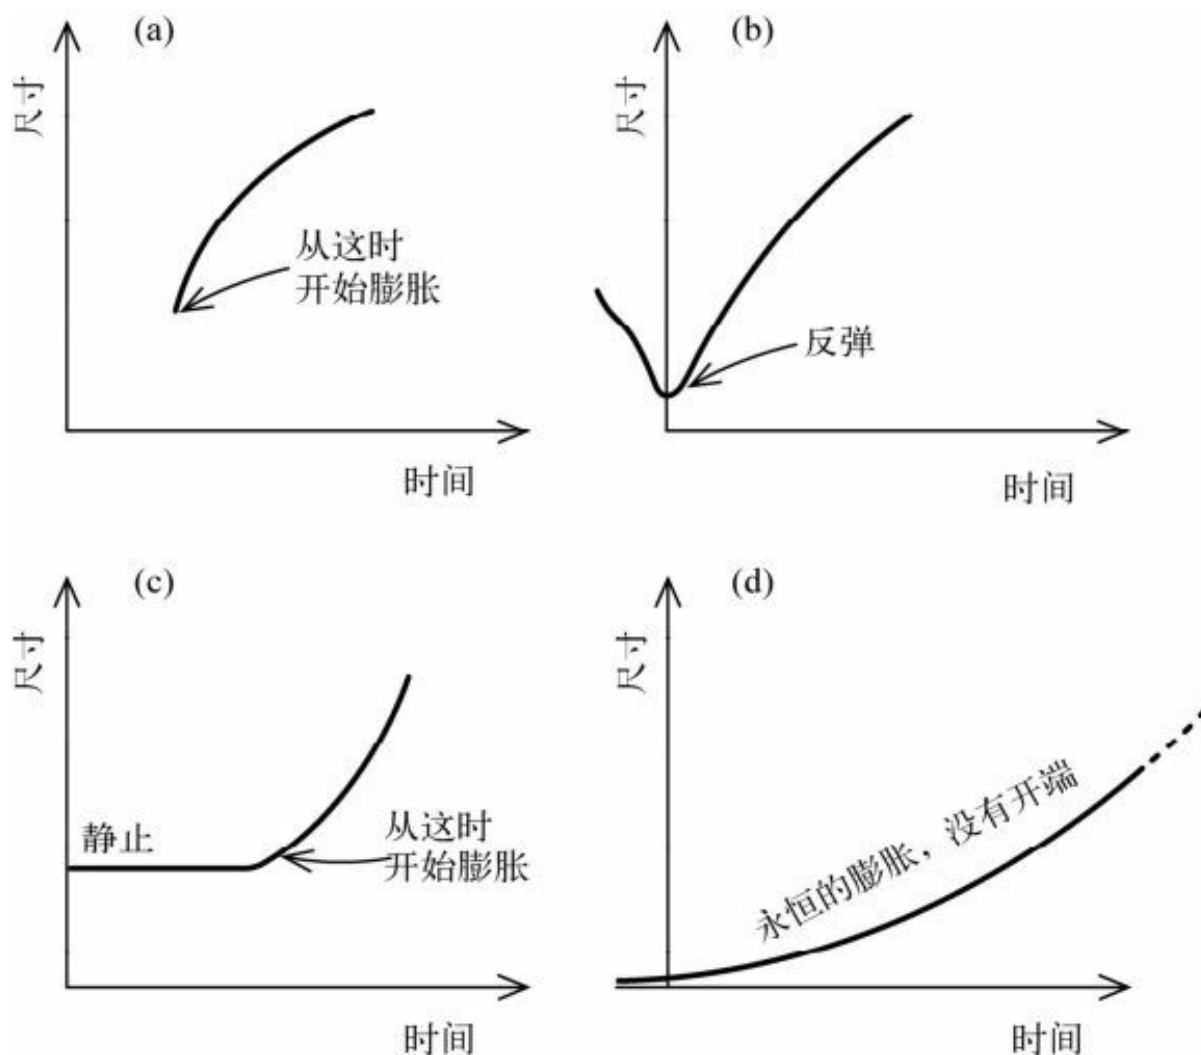 (a)
尺寸
从这时
开始膨胀
时间
(b)
尺寸
反弹
时间
(c)
尺寸
静止
从这时
开始膨胀
时间
(d)
尺寸
永恒的膨胀，没有开端
时间